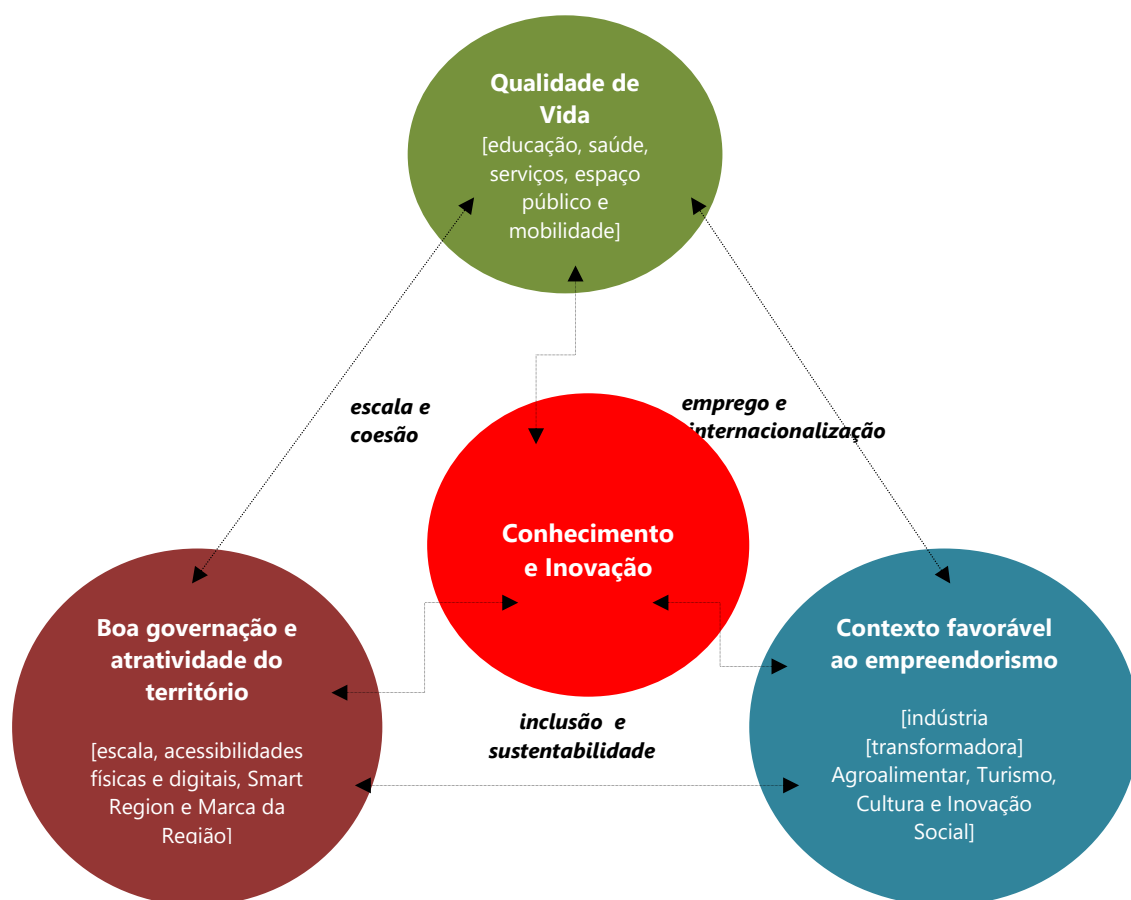 Qualidade de
Vida
[educação, saúde,
serviços, espaço
público e
mobilidade]
escala e
coesão
emprego e
internacionalização
Conhecimento
e Inovação
Boa governação e
atratividade do
território
[escala, acessibilidades
físicas e digitais, Smart
Region e Marca da
Região]
inclusão e
sustentabilidade
Contexto favorável
ao empreendorismo
[indústria
[transformadora]
Agroalimentar, Turismo,
Cultura e Inovação
Social]